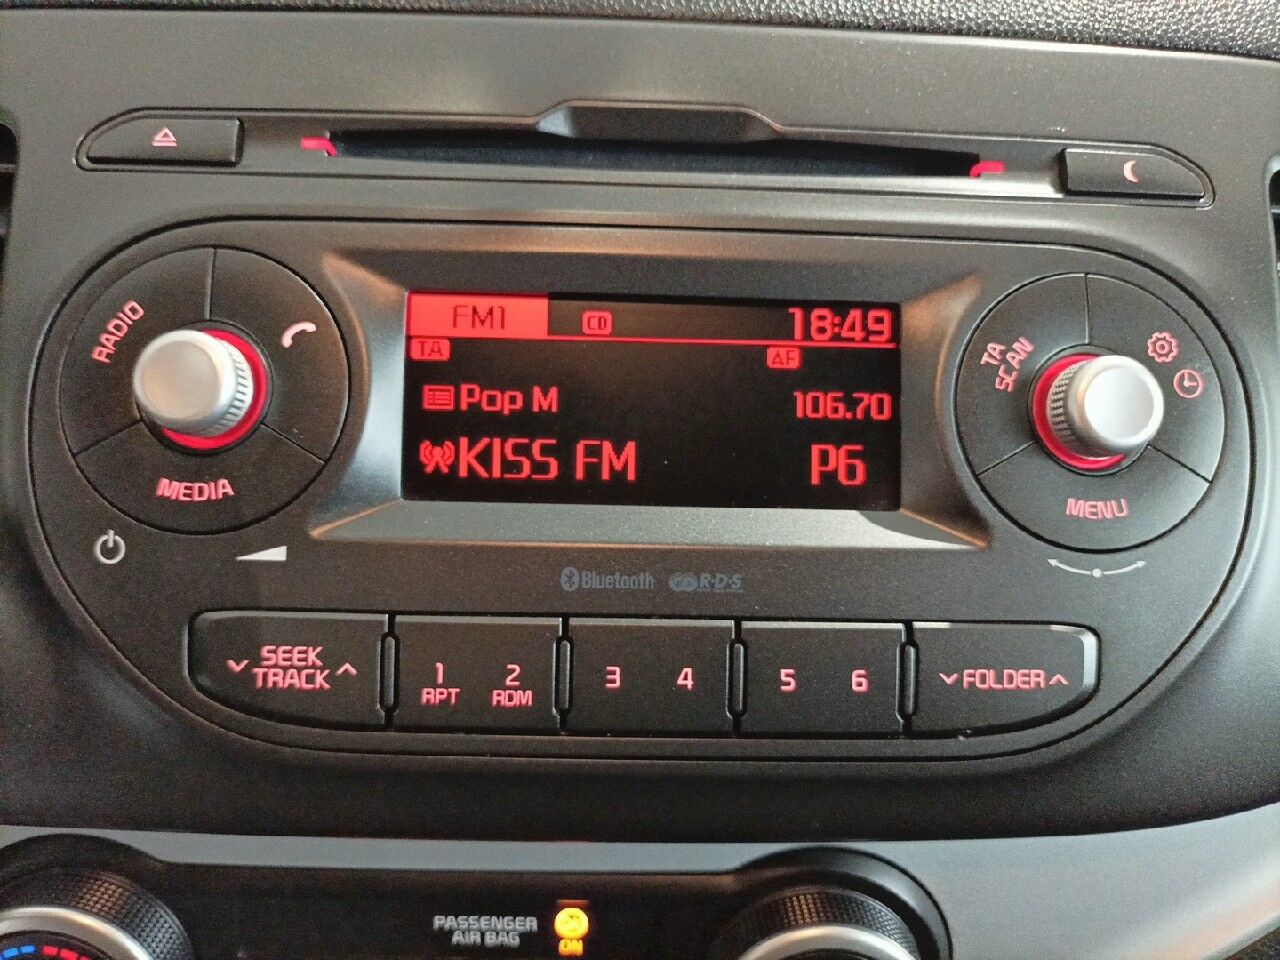 FM1 CD 18:49
TA AF
Pop M 106.70
KISS FM P6
RADIO
MEDIA
TA
SCAN
MENU
Bluetooth R·D·S
SEEK
TRACK
1
RPT
2
RDM
3 4
5 6
FOLDER
PASSENGER
AIR BAG
ON